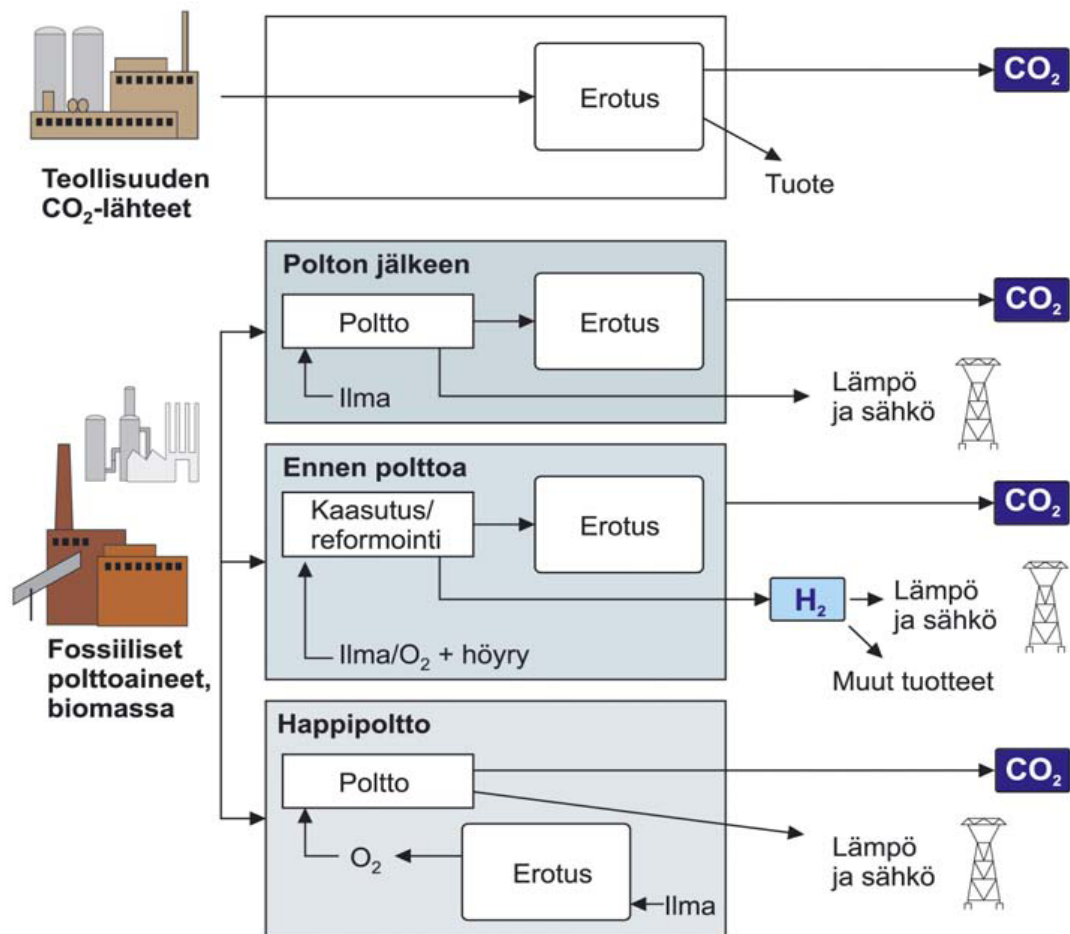 Erotus
CO₂
Tuote
Teollisuuden
CO₂-lähteet
Polton jälkeen
Poltto
Erotus
CO₂
Ilma
Lämpö
ja sähkö
Ennen polttoa
Kaasutus/
reformointi
Erotus
CO₂
H₂
Lämpö
ja sähkö
Ilma/O₂ + höyry
Muut tuotteet
Fossiiliset
polttoaineet,
biomassa
Happipoltto
Poltto
CO₂
O₂
Erotus
Ilma
Lämpö
ja sähkö